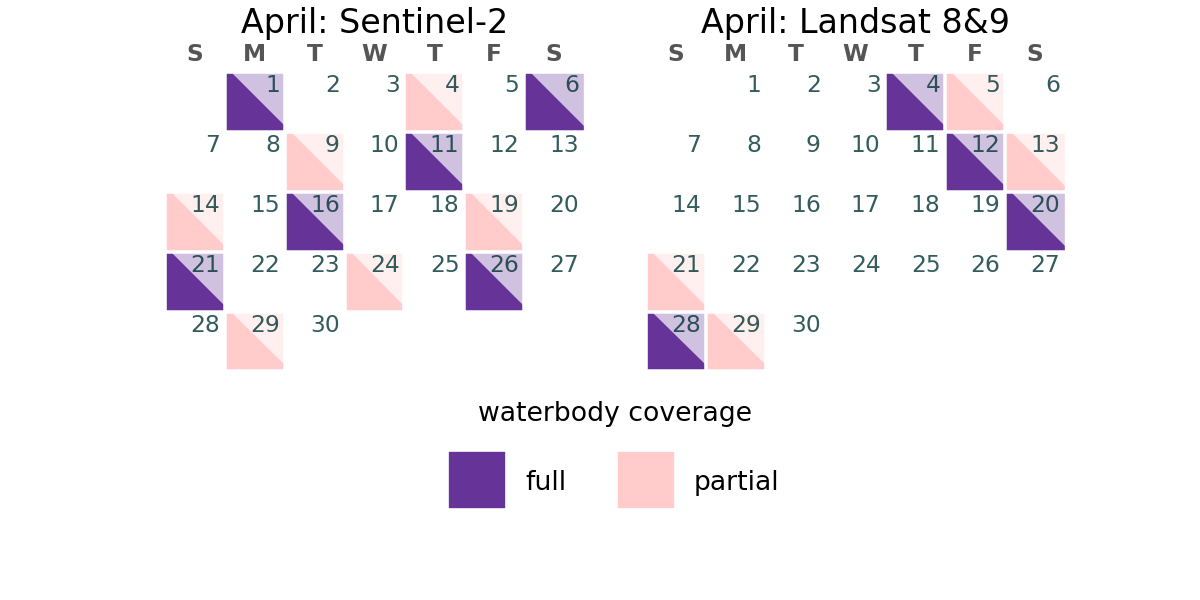 April: Sentinel-2
S M T W T F S
1 2 3 4 5 6
7 8 9 10 11 12 13
14 15 16 17 18 19 20
21 22 23 24 25 26 27
28 29 30
April: Landsat 8&9
S M T W T F S
1 2 3 4 5 6
7 8 9 10 11 12 13
14 15 16 17 18 19 20
21 22 23 24 25 26 27
28 29 30
waterbody coverage
full partial